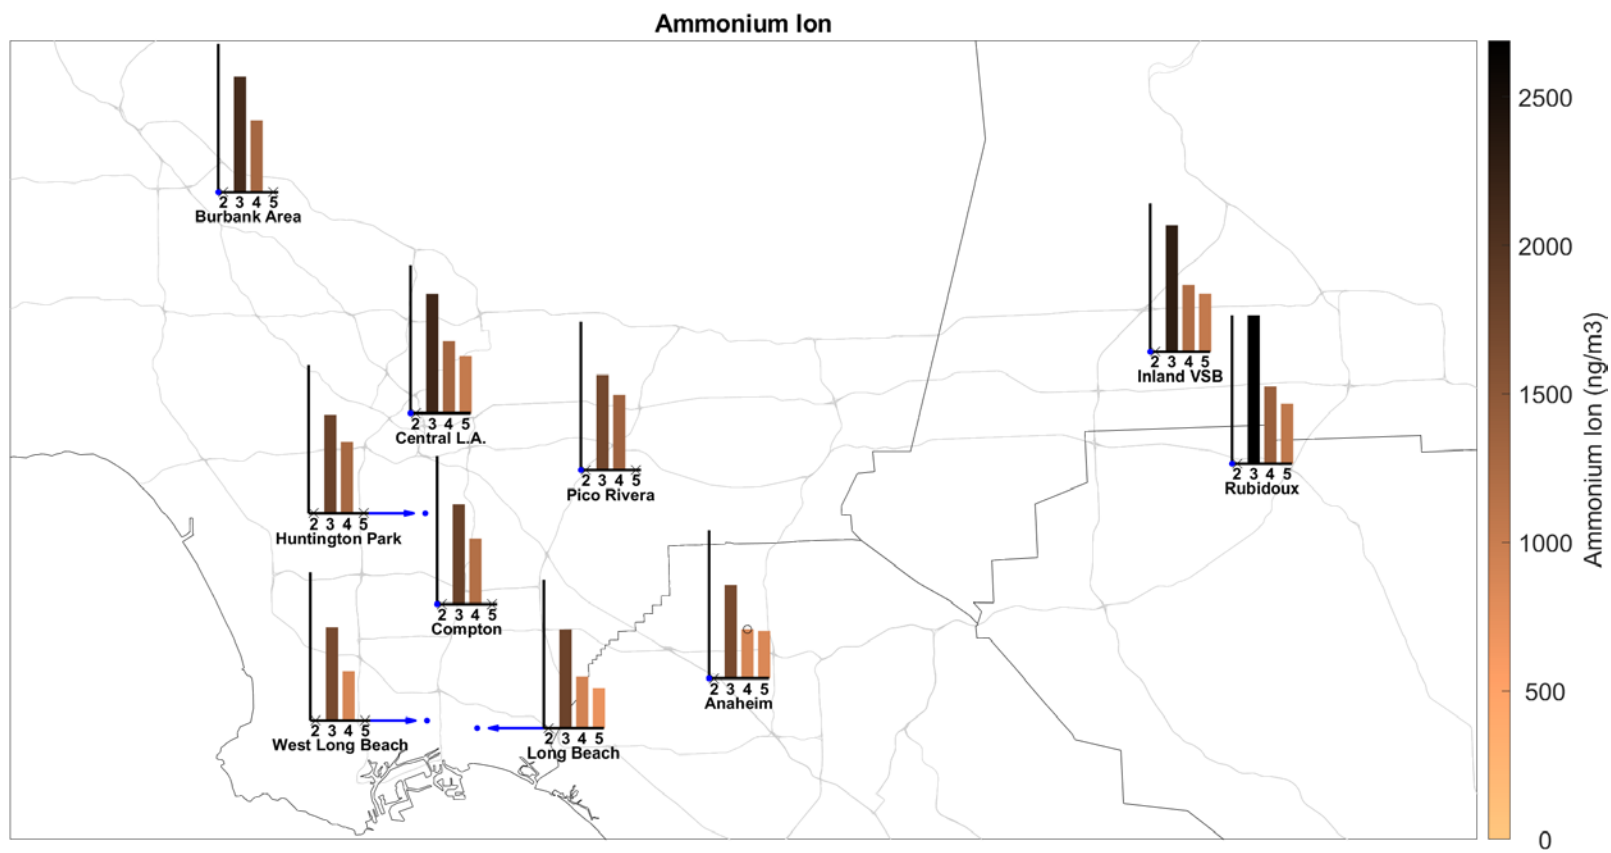 Ammonium Ion
2 3 4 5
Burbank Area
2 3 4 5
Central L.A.
2 3 4 5
Huntington Park
2 3 4 5
Pico Rivera
2 3 4 5
Compton
2 3 4 5
West Long Beach
2 3 4 5
Long Beach
2 3 4 5
Anaheim
2 3 4 5
Inland VSB
2 3 4 5
Rubidoux
2500
2000
1500
1000
500
0
Ammonium Ion (ng/m3)